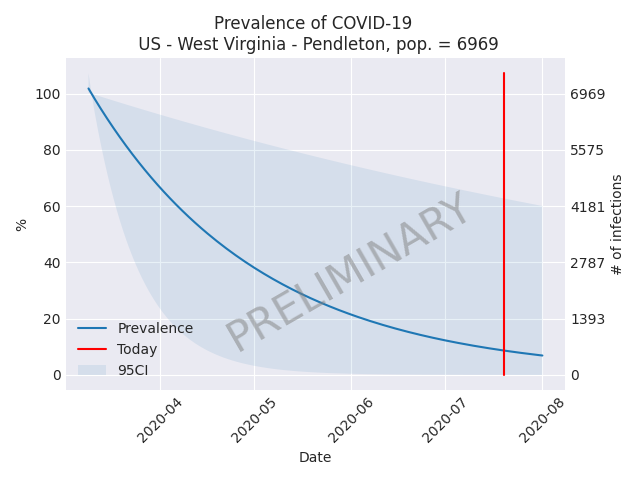 Prevalence of COVID-19
US - West Virginia - Pendleton, pop. = 6969
100
80
60
40
20
0
%
6969
5575
4181
2787
1393
0
# of infections
PRELIMINARY
Prevalence
Today
95CI
2020-04
2020-05
2020-06
2020-07
2020-08
Date